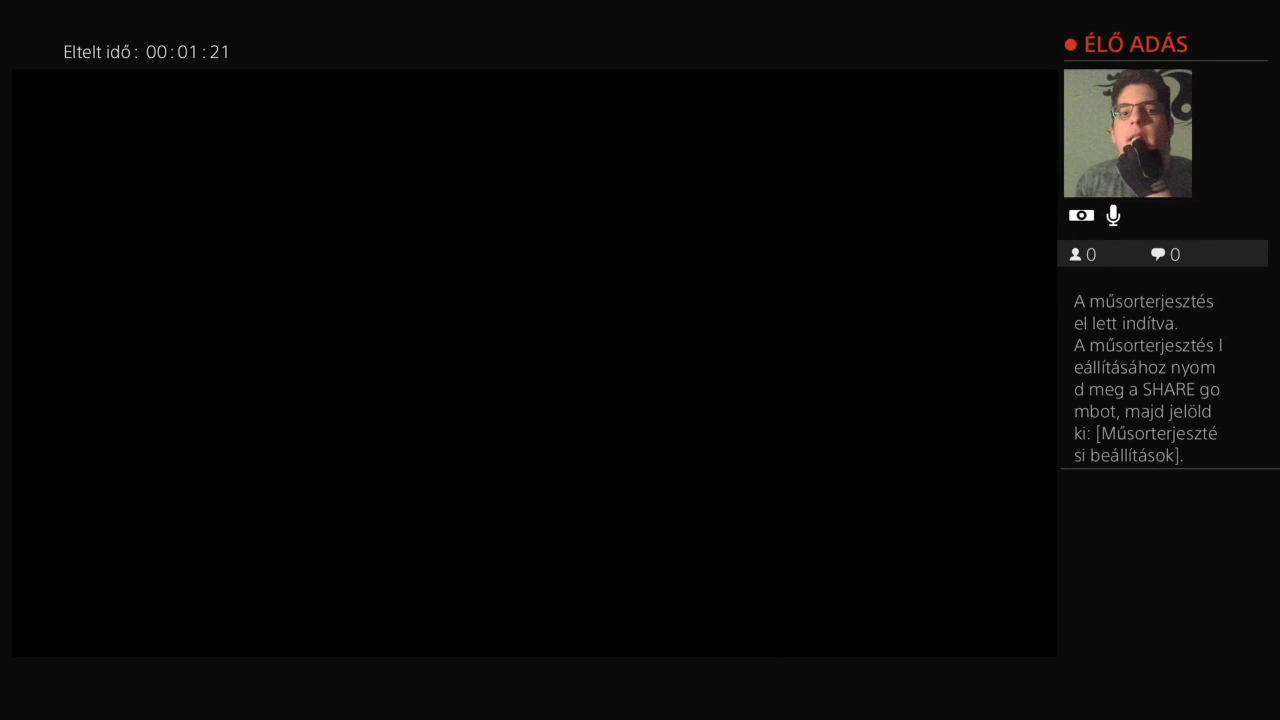 Eltelt idő : 00 : 01 : 21
ÉLŐ ADÁS
0 0
A műsorterjesztés
el lett indítva.
A műsorterjesztés l
eállításához nyom
d meg a SHARE go
mbot, majd jelöld
ki: [Műsorterjeszté
si beállítások].